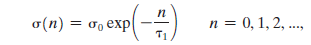 σ(n) = σ₀ exp(−n/τ₁)    n = 0, 1, 2, ...,